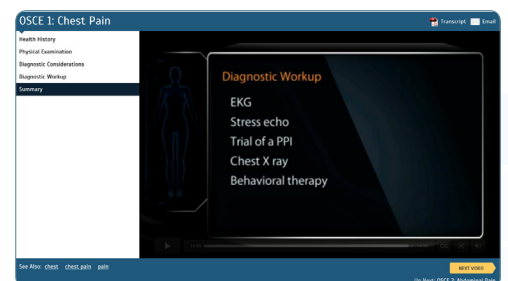 OSCE 1: Chest Pain
Transcript Email
Health History
Physical Examination
Diagnostic Considerations
Diagnostic Workup
Summary
Diagnostic Workup
EKG
Stress echo
Trial of a PPI
Chest X ray
Behavioral therapy
CC
See Also: chest chest pain pain
NEXT VIDEO
Up Next: OSCE 2: Abdominal Pain